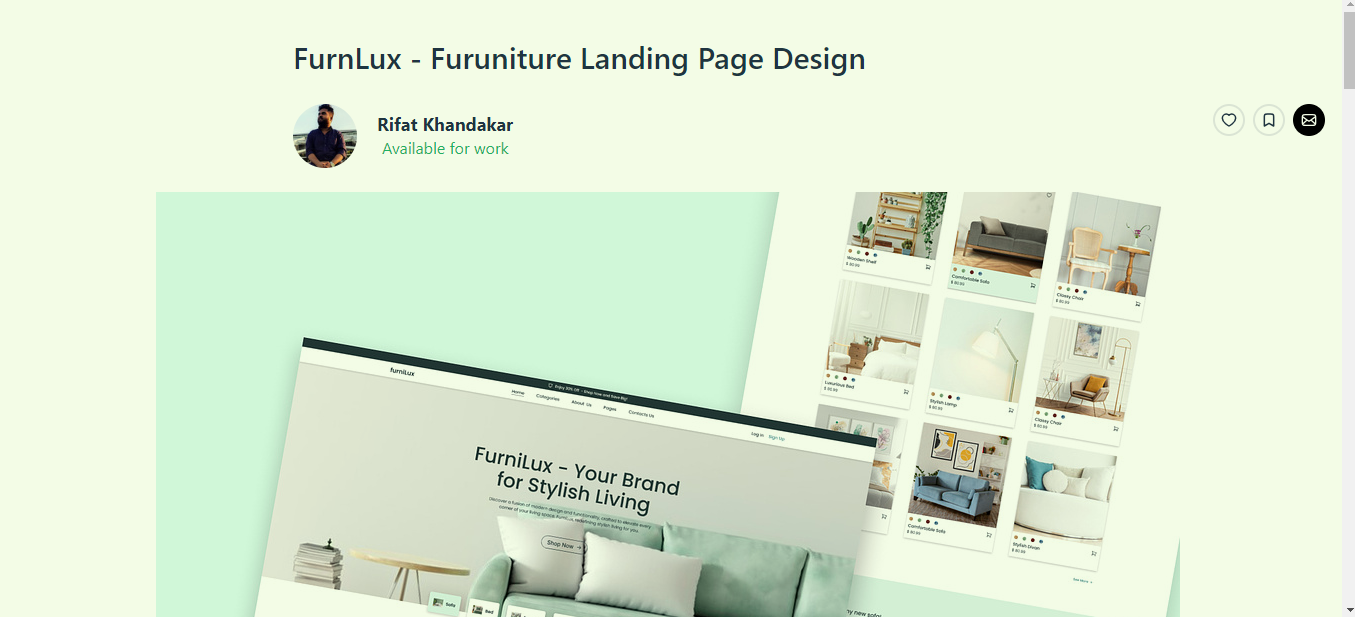 FurnLux - Furuniture Landing Page Design
Rifat Khandakar
Available for work
Wooden Shelf
$ 80.99
Comfortable Sofa
$ 80.99
Classy Chair
$ 80.99
Luxurious Bed
$ 80.99
Stylish Lamp
$ 80.99
Classy Chair
$ 80.99
Comfortable Sofa
$ 80.99
Stylish Divan
$ 80.99
See More
furniLux
Enjoy 30% Off - Shop Now and Save Big!
Home Categories About Us Pages Contacts Us
Log In Sign Up
FurniLux - Your Brand
for Stylish Living
Discover a fusion of modern design and functionality, crafted to elevate every
corner of your living space. FurniLux, redefining stylish living for you.
Shop Now
Sofa
Bed
my new sofa